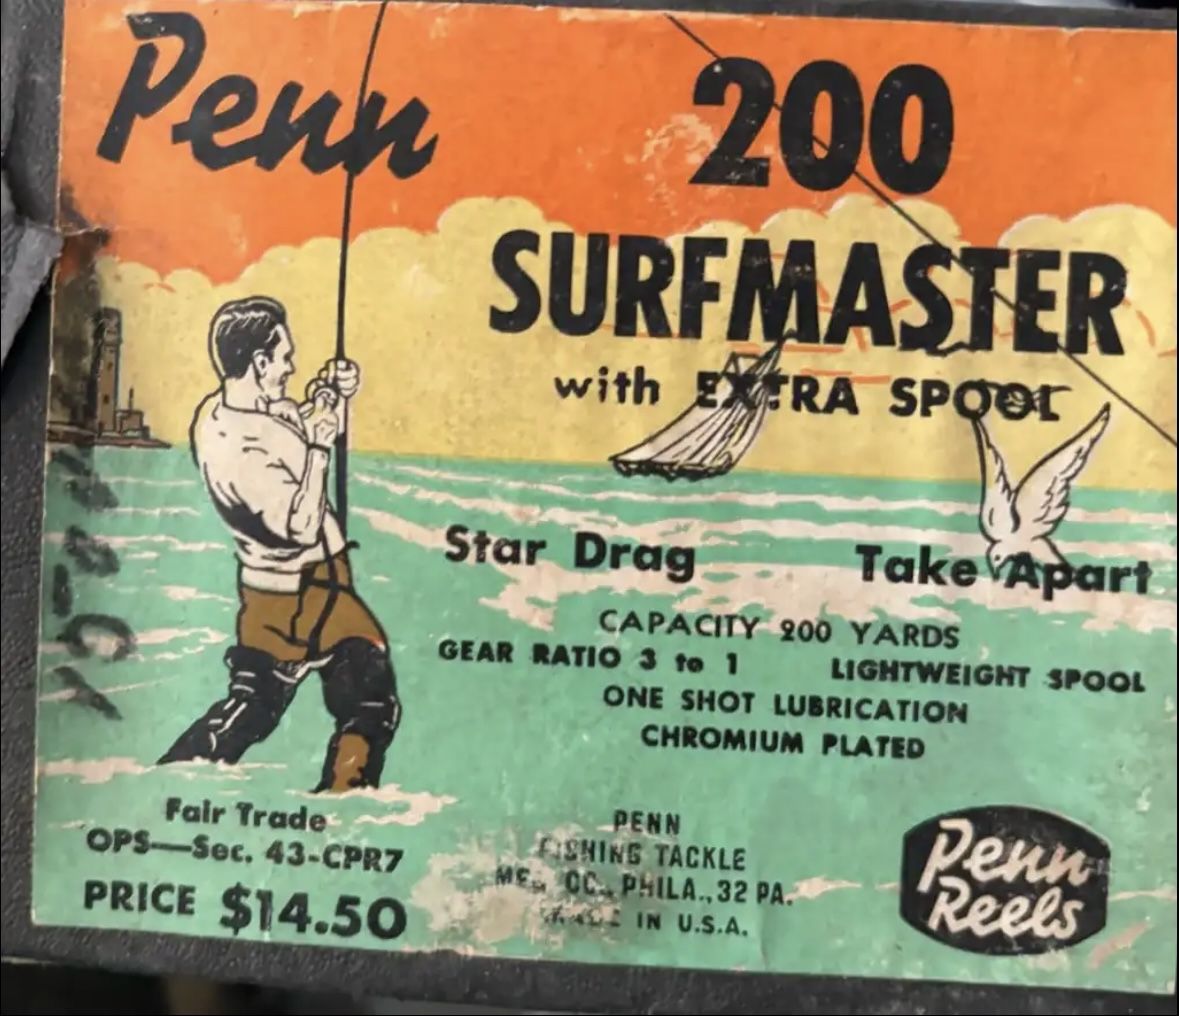 Penn
200
SURFMASTER
with EXTRA SPOOL
Star Drag Take Apart
CAPACITY 200 YARDS
GEAR RATIO 3 to 1 LIGHTWEIGHT SPOOL
ONE SHOT LUBRICATION
CHROMIUM PLATED
Fair Trade
OPS—Sec. 43-CPR7
PRICE $14.50
PENN
FISHING TACKLE
MFG. CO., PHILA., 32 PA.
MADE IN U.S.A.
Penn
Reels